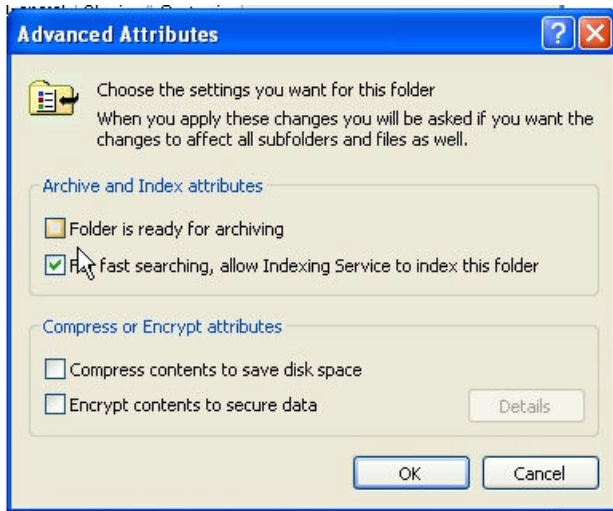 Advanced Attributes
Choose the settings you want for this folder
When you apply these changes you will be asked if you want the
changes to affect all subfolders and files as well.
Archive and Index attributes
Folder is ready for archiving
fast searching, allow Indexing Service to index this folder
Compress or Encrypt attributes
Compress contents to save disk space
Encrypt contents to secure data
Details
OK
Cancel